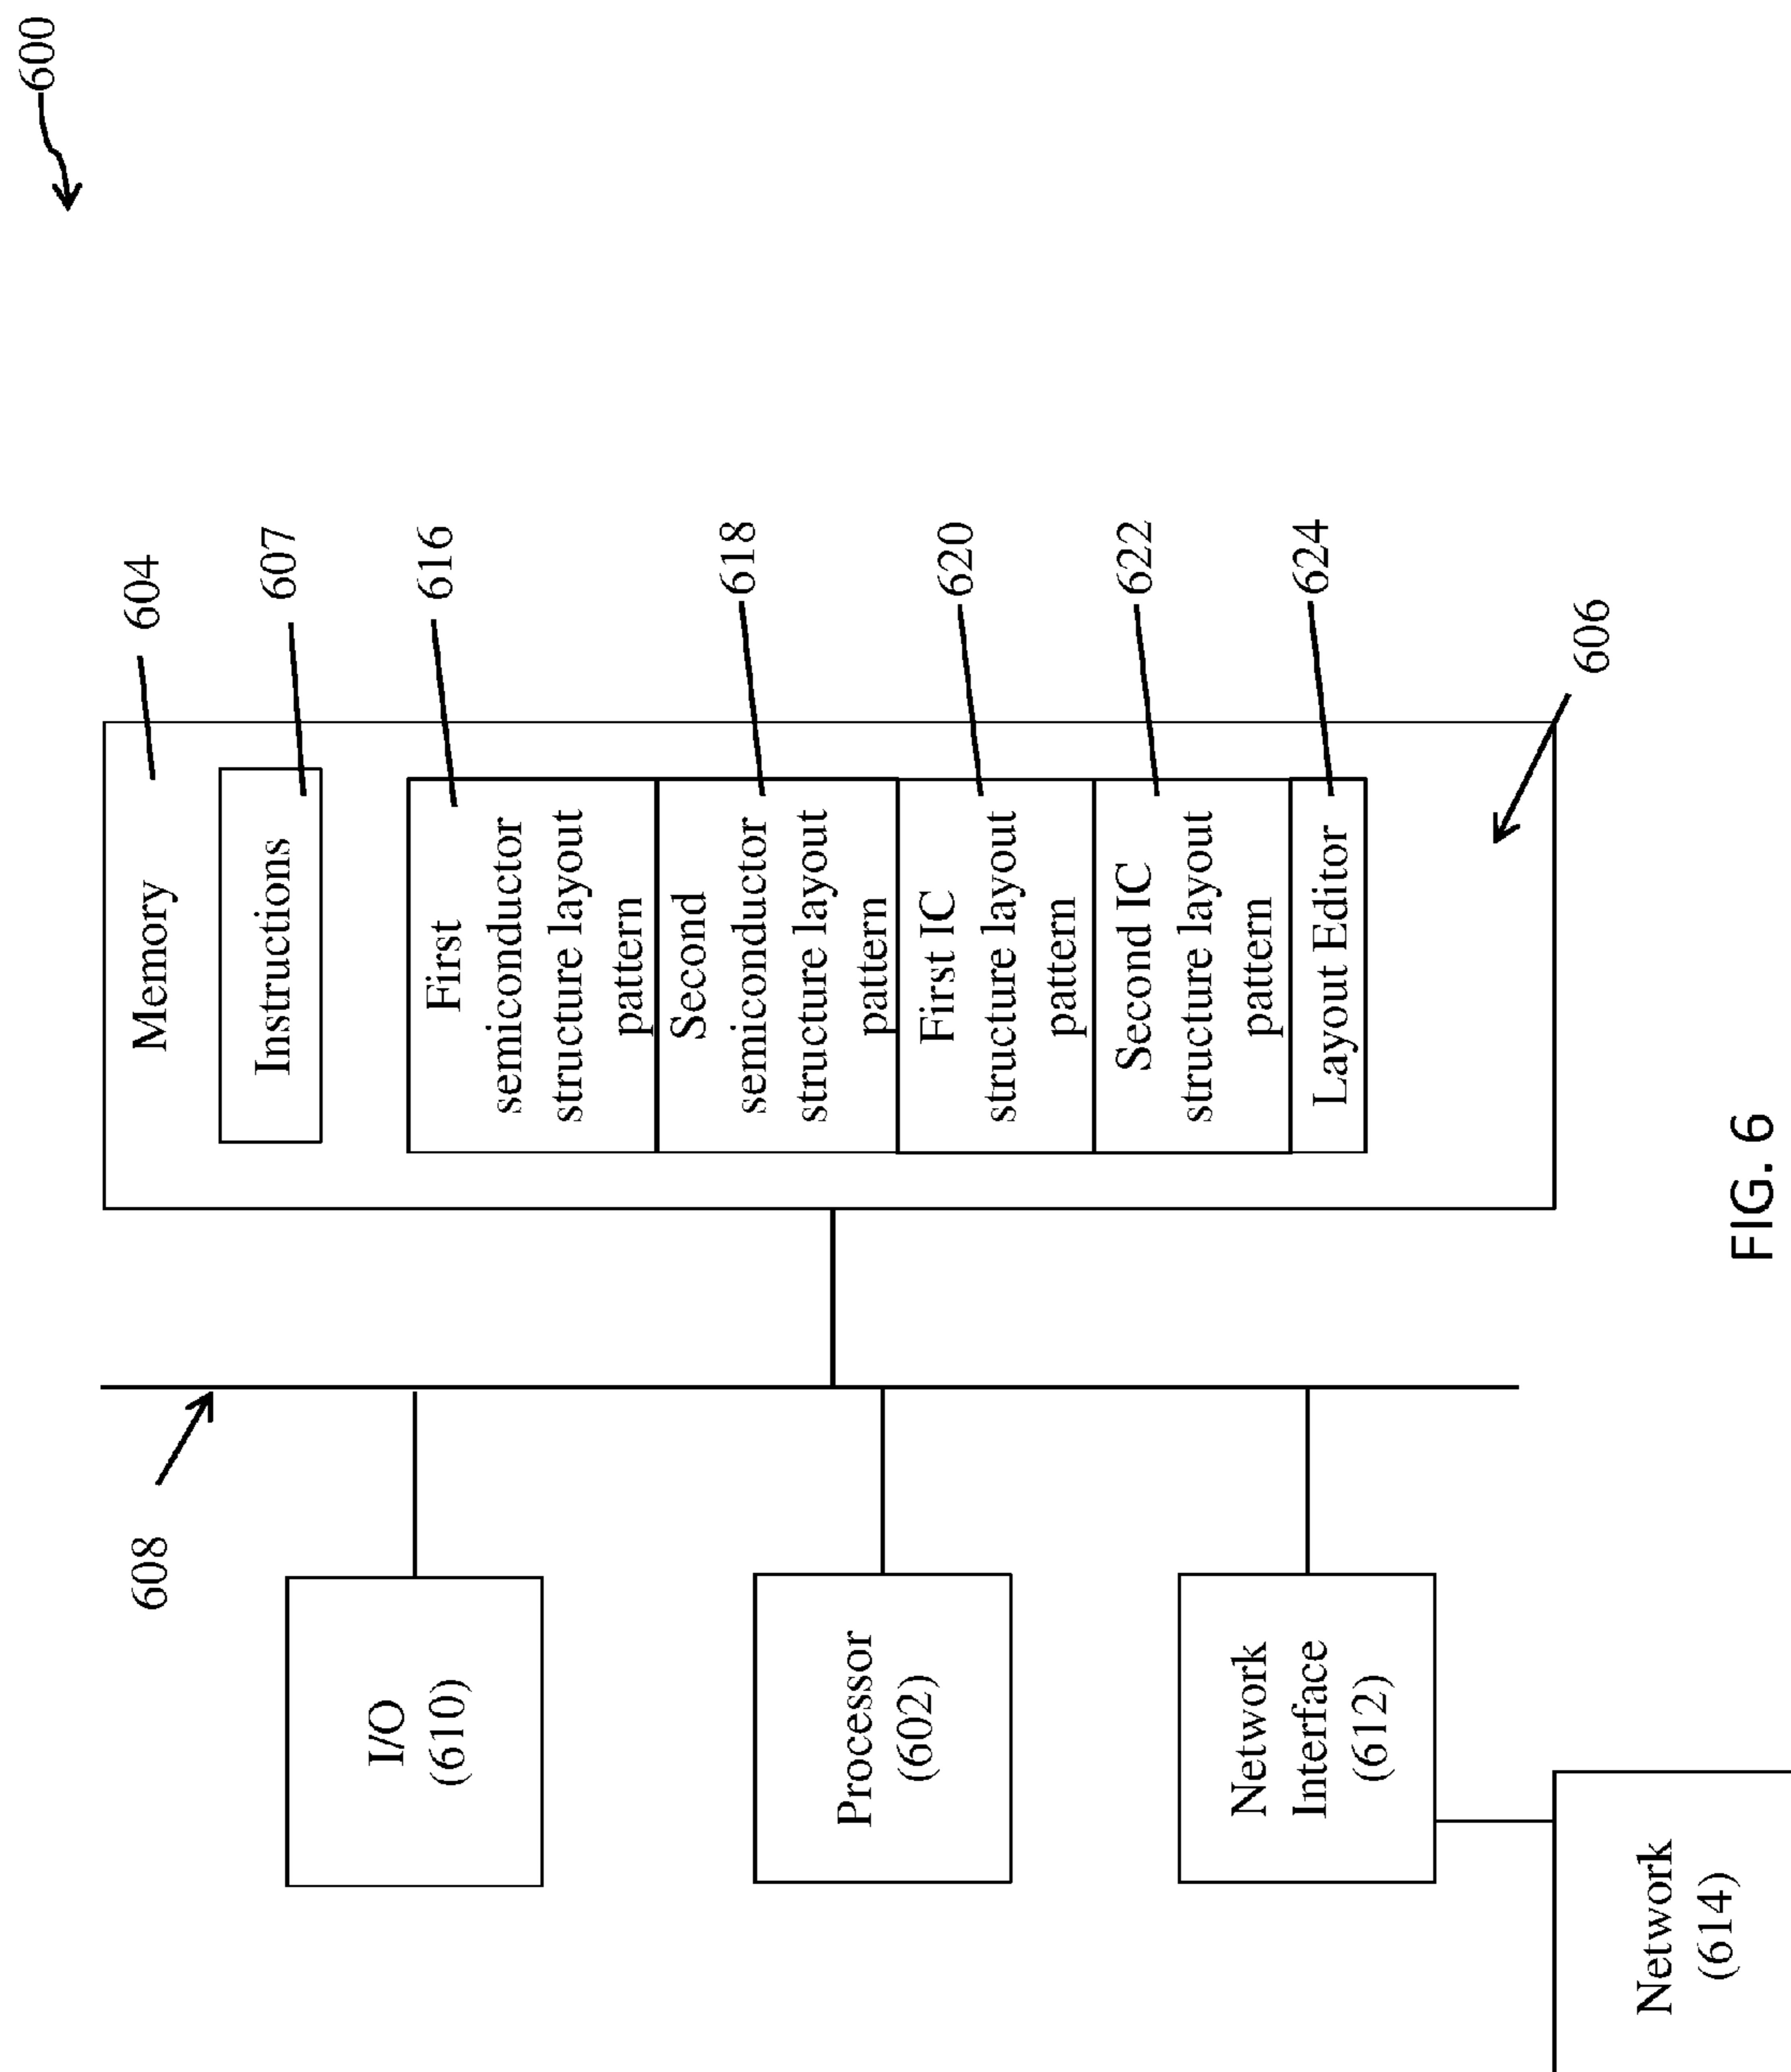 600
608
I/O
(610)
Processor
(602)
Network
Interface
(612)
Network
(614)
Memory
604
Instructions
607
First
semiconductor
structure layout
pattern
616
Second
semiconductor
structure layout
pattern
618
First IC
structure layout
pattern
620
Second IC
structure layout
pattern
622
Layout Editor
624
606
FIG. 6